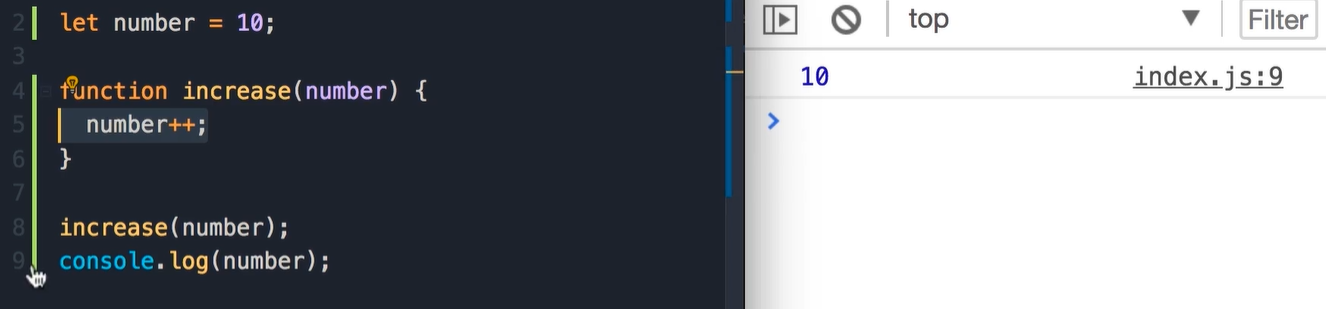 2 let number = 10;
3
4 function increase(number) {
5 number++;
6 }
7
8 increase(number);
9 console.log(number);
top Filter
10 index.js:9
>